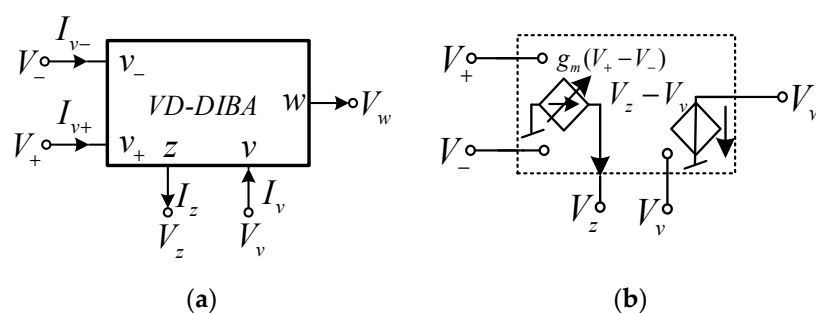 I_{v-}
V_-
v_-
VD-DIBA
w
V_w
I_{v+}
V_+
v_+
z
v
I_z
I_v
V_z
V_v
(a)
V_+
g_m(V_+-V_-)
V_z-V_v
V_w
V_-
V_z
V_v
(b)